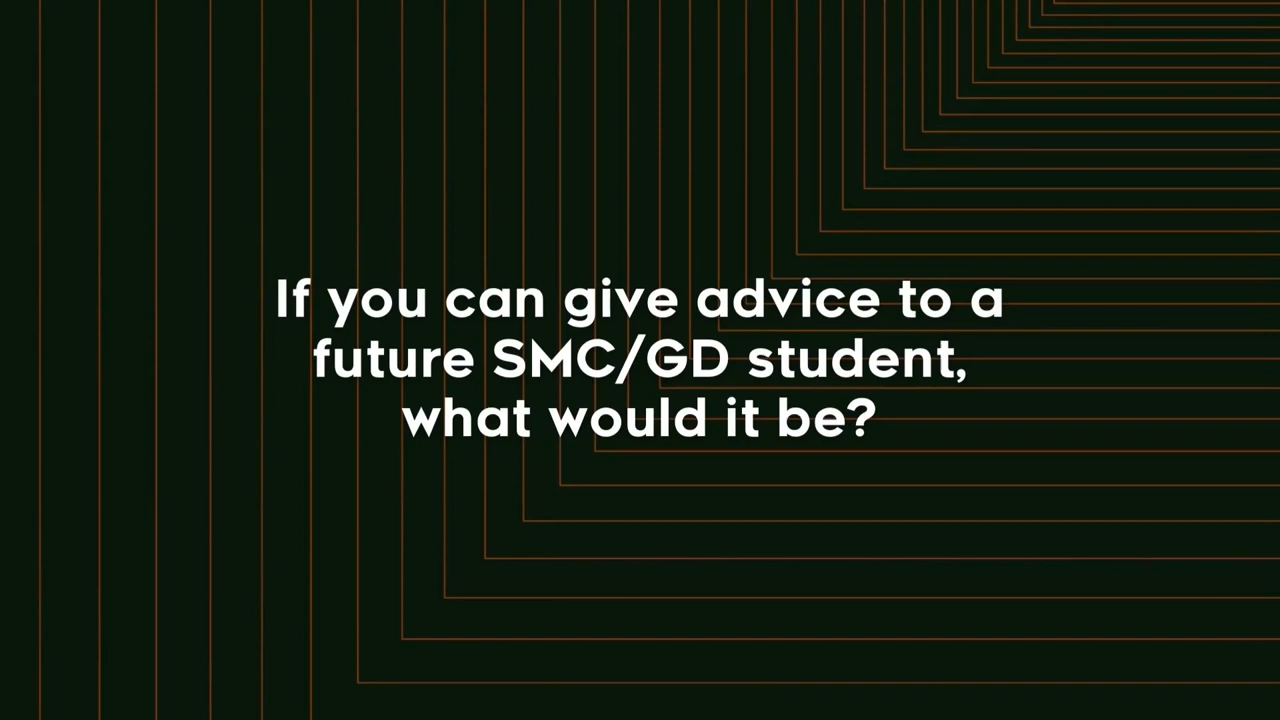 If you can give advice to a
future SMC/GD student,
what would it be?